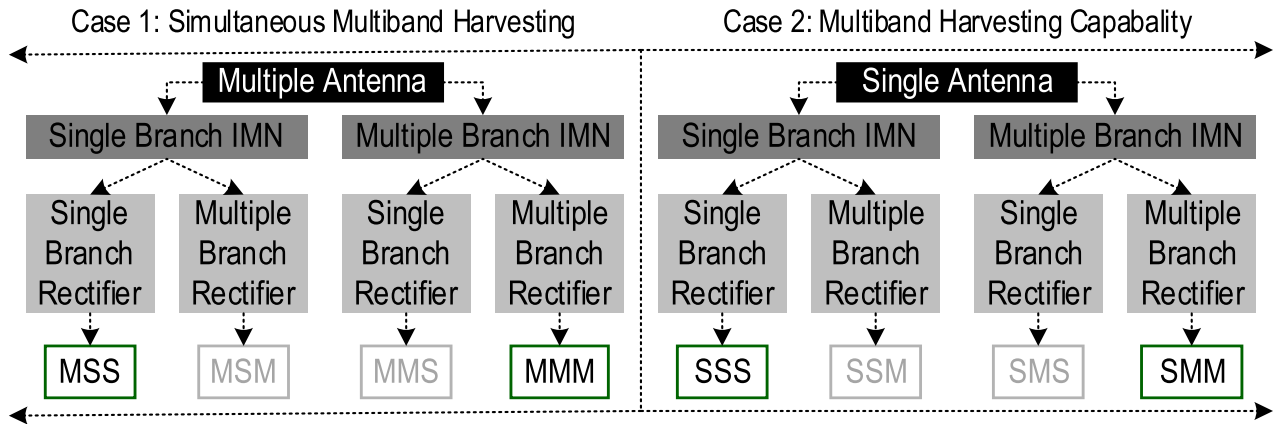 Case 1: Simultaneous Multiband Harvesting
Case 2: Multiband Harvesting Capabality
Multiple Antenna
Single Antenna
Single Branch IMN
Multiple Branch IMN
Single Branch IMN
Multiple Branch IMN
Single
Branch
Rectifier
Multiple
Branch
Rectifier
Single
Branch
Rectifier
Multiple
Branch
Rectifier
Single
Branch
Rectifier
Multiple
Branch
Rectifier
Single
Branch
Rectifier
Multiple
Branch
Rectifier
MSS
MSM
MMS
MMM
SSS
SSM
SMS
SMM